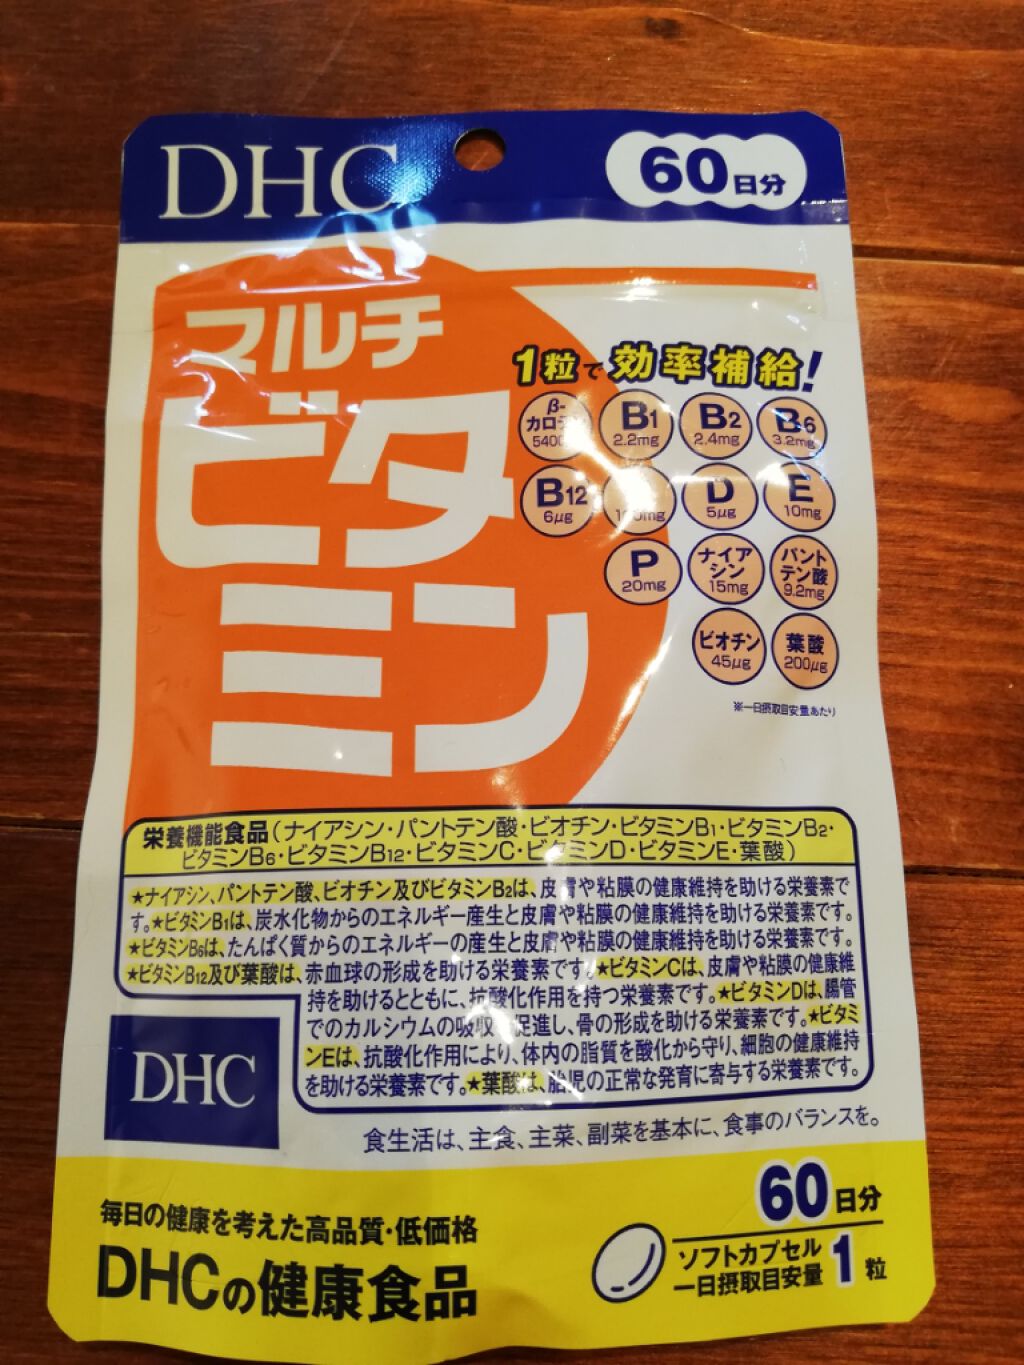 DHC
60日分
マルチ
ビタ
ミン
1粒で効率補給!
β-
カロテン
5400
B1
2.2mg
B2
2.4mg
B6
3.2mg
B12
6μg
D
5μg
E
10mg
P
20mg
ナイア
シン
15mg
パント
テン酸
9.2mg
ビオチン
45μg
葉酸
200μg
※一日摂取目安量あたり
栄養機能食品(ナイアシン・パントテン酸・ビオチン・ビタミンB1・ビタミンB2・
ビタミンB6・ビタミンB12・ビタミンC・ビタミンD・ビタミンE・葉酸)
★ナイアシン、パントテン酸、ビオチン及びビタミンB2は、皮膚や粘膜の健康維持を助ける栄養素で
す。★ビタミンB1は、炭水化物からのエネルギー産生と皮膚や粘膜の健康維持を助ける栄養素です。
★ビタミンB6は、たんぱく質からのエネルギーの産生と皮膚や粘膜の健康維持を助ける栄養素です。
★ビタミンB12及び葉酸は、赤血球の形成を助ける栄養素です。★ビタミンCは、皮膚や粘膜の健康維
持を助けるとともに、抗酸化作用を持つ栄養素です。★ビタミンDは、腸管
でのカルシウムの吸収を促進し、骨の形成を助ける栄養素です。★ビタミ
ンEは、抗酸化作用により、体内の脂質を酸化から守り、細胞の健康維持
を助ける栄養素です。★葉酸は、胎児の正常な発育に寄与する栄養素です。
DHC
食生活は、主食、主菜、副菜を基本に、食事のバランスを。
毎日の健康を考えた高品質・低価格
DHCの健康食品
60日分
ソフトカプセル
一日摂取目安量 1粒